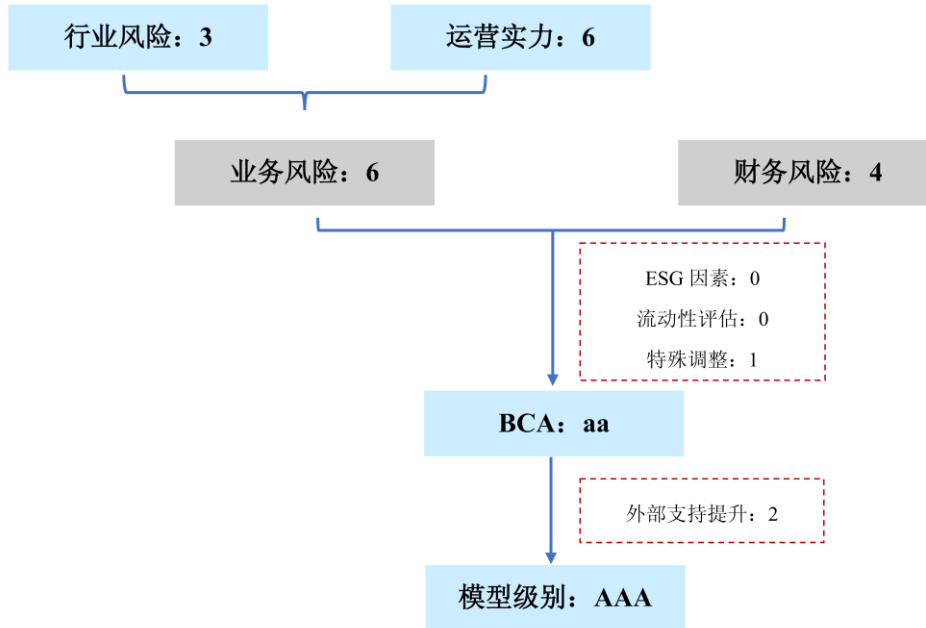 行业风险：3
运营实力：6
业务风险：6
财务风险：4
ESG 因素：0
流动性评估：0
特殊调整：1
BCA：aa
外部支持提升：2
模型级别：AAA